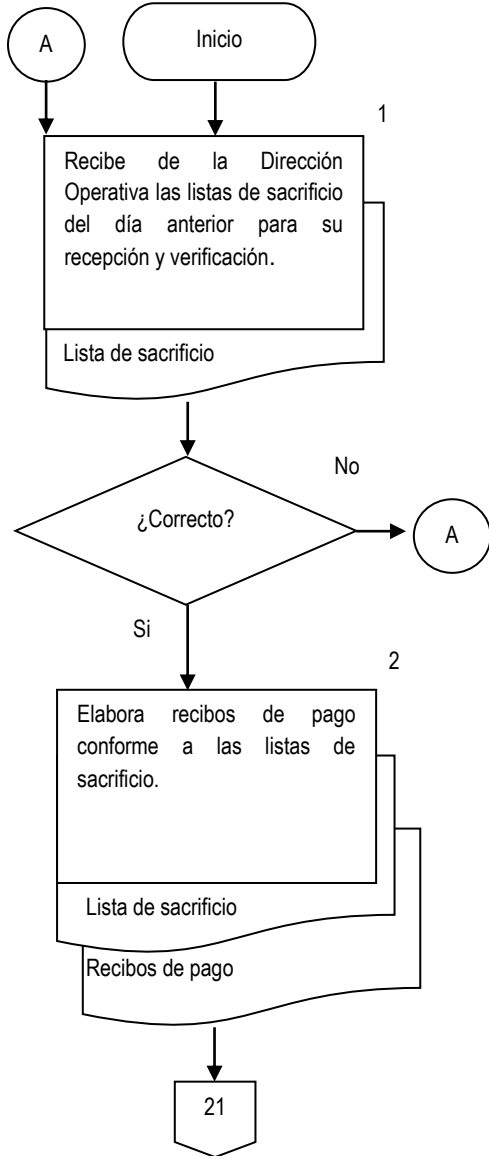 A
Inicio
1
Recibe de la Dirección
Operativa las listas de sacrificio
del día anterior para su
recepción y verificación.
Lista de sacrificio
No
¿Correcto?
A
Si
2
Elabora recibos de pago
conforme a las listas de
sacrificio.
Lista de sacrificio
Recibos de pago
21